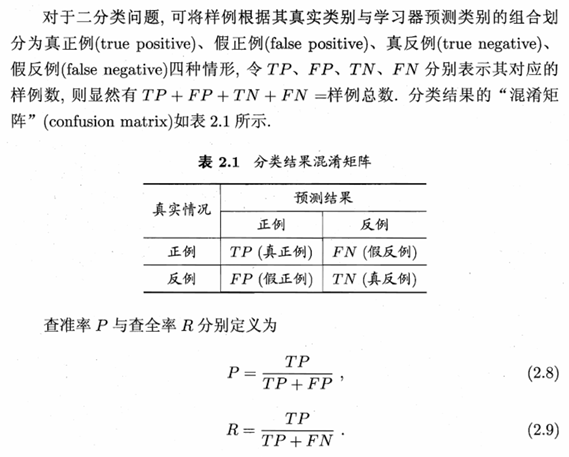 对于二分类问题, 可将样例根据其真实类别与学习器预测类别的组合划
分为真正例(true positive)、假正例(false positive)、真反例(true negative)、
假反例(false negative)四种情形, 令 TP、FP、TN、FN 分别表示其对应的
样例数, 则显然有 TP + FP + TN + FN =样例总数. 分类结果的“混淆矩
阵”(confusion matrix)如表 2.1 所示.
表 2.1 分类结果混淆矩阵
真实情况 预测结果
正例 反例
正例 TP (真正例) FN (假反例)
反例 FP (假正例) TN (真反例)
查准率 P 与查全率 R 分别定义为
P = TP / (TP + FP) , (2.8)
R = TP / (TP + FN) . (2.9)